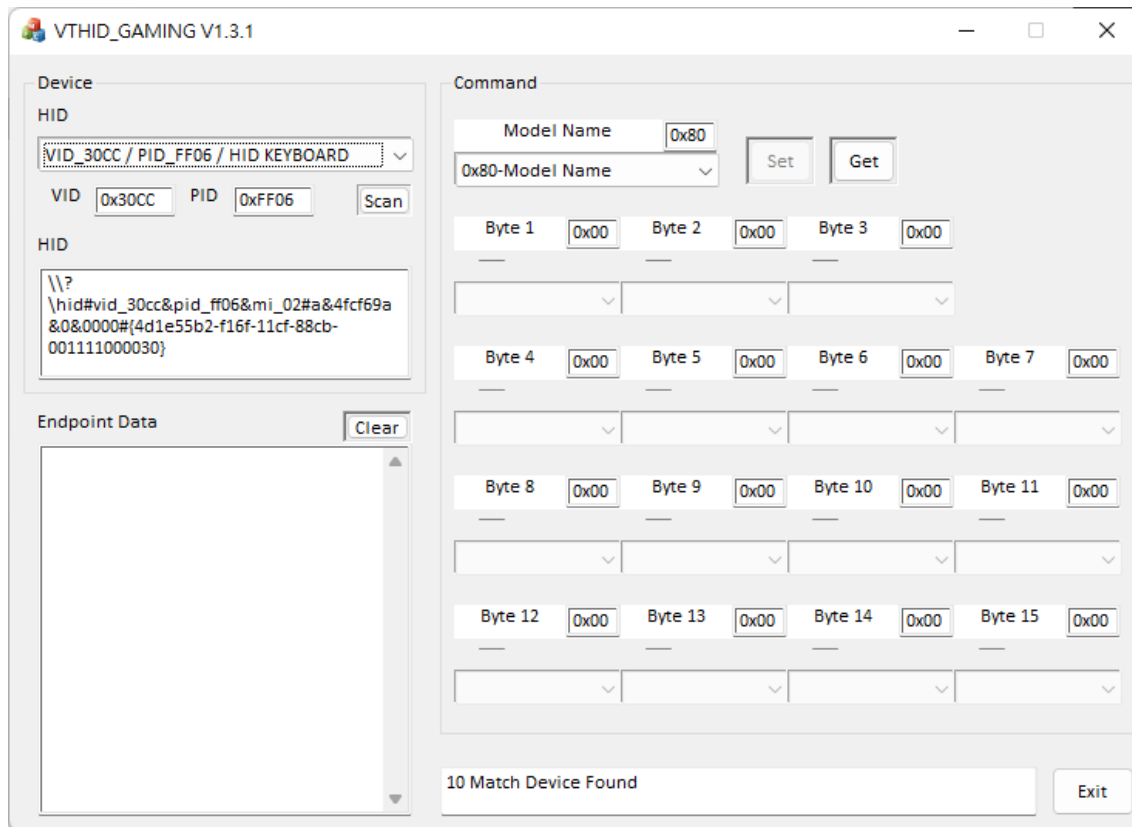 VTHID_GAMING V1.3.1
Device
HID
VID_30CC / PID_FF06 / HID KEYBOARD
VID 0x30CC PID 0xFF06 Scan
HID
\\?
\hid#vid_30cc&pid_ff06&mi_02#a&4fcf69a
&0&0000#{4d1e55b2-f16f-11cf-88cb-
001111000030}
Endpoint Data Clear
Command
Model Name 0x80
0x80-Model Name Set Get
Byte 1 0x00 Byte 2 0x00 Byte 3 0x00
Byte 4 0x00 Byte 5 0x00 Byte 6 0x00 Byte 7 0x00
Byte 8 0x00 Byte 9 0x00 Byte 10 0x00 Byte 11 0x00
Byte 12 0x00 Byte 13 0x00 Byte 14 0x00 Byte 15 0x00
10 Match Device Found Exit